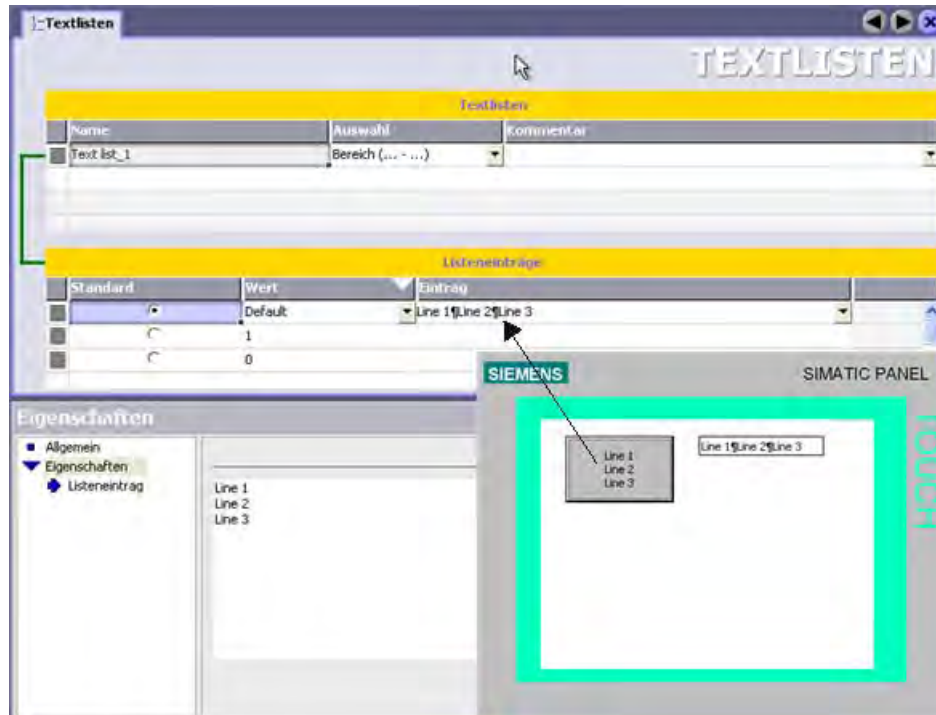 Textlisten
TEXTLISTEN
Textlisten
Name Auswahl Kommentar
Text list_1 Bereich (... - ...)
Listeneinträge
Standard Wert Eintrag
Default Line 1¶Line 2¶Line 3
1
0
SIEMENS SIMATIC PANEL
TOUCH
Line 1
Line 2
Line 3
Line 1¶Line 2¶Line 3
Eigenschaften
Allgemein
Eigenschaften
Listeneintrag
Line 1
Line 2
Line 3